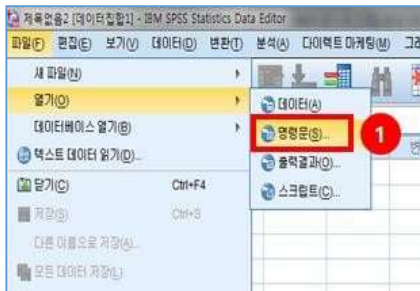 제목없음2 [데이터집합1] - IBM SPSS Statistics Data Editor
파일(F) 편집(E) 보기(V) 데이터(D) 변환(T) 분석(A) 다이렉트 마케팅(M)
새 파일(N)
열기(O)
데이터베이스 열기(B)
텍스트 데이터 읽기(D)...
닫기(C) Ctrl+F4
저장(S) Ctrl+S
다른 이름으로 저장(A)...
모든 데이터 저장(L)
데이터(A)
명령문(S)...
1
출력결과(O)...
스크립트(C)...